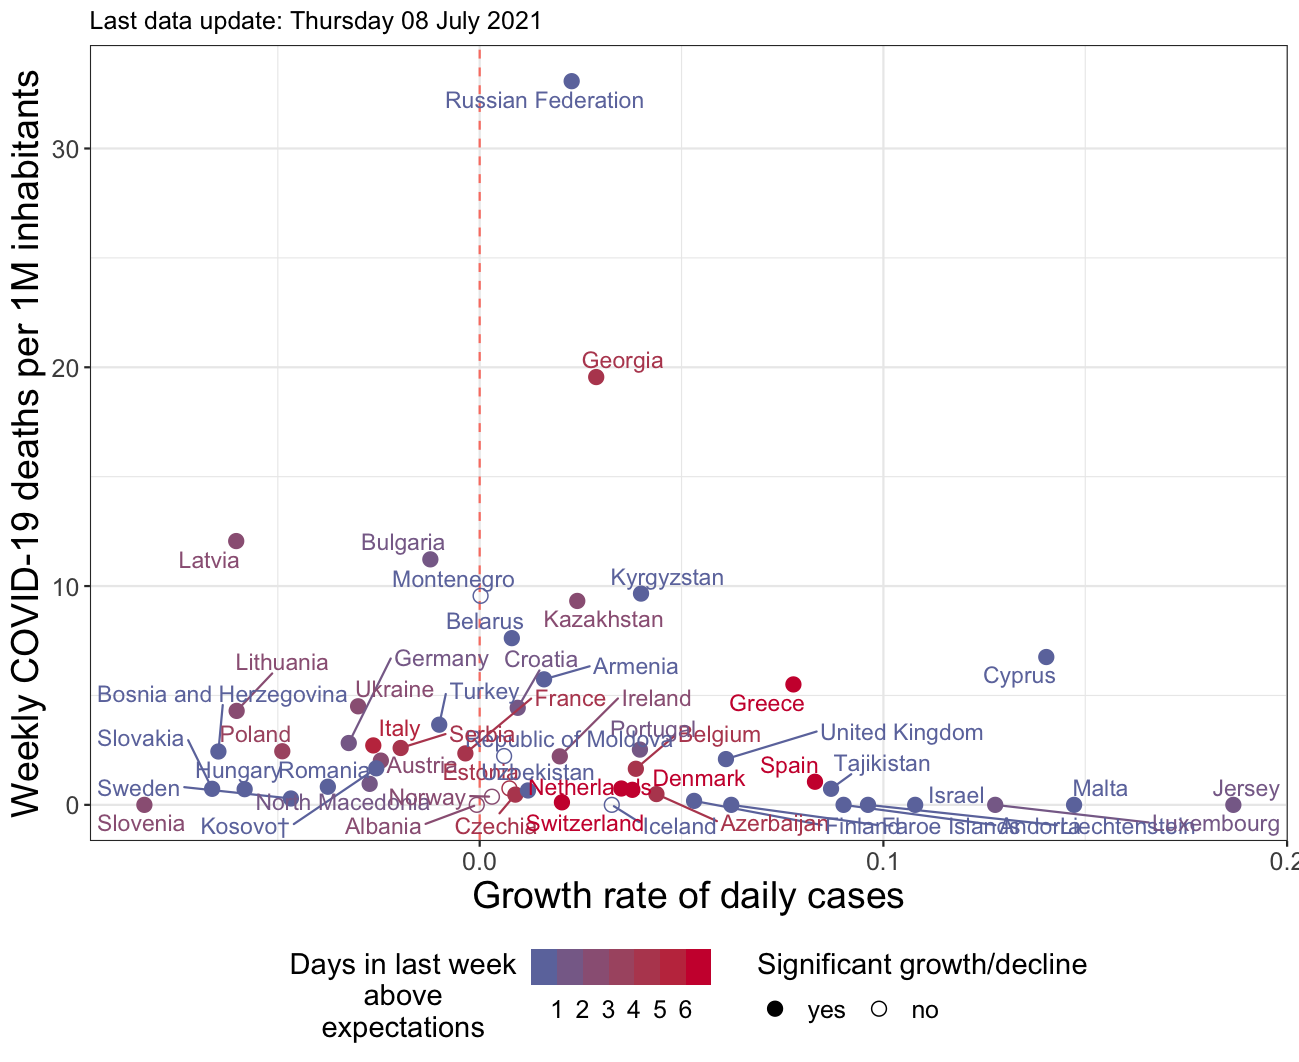 Last data update: Thursday 08 July 2021
Weekly COVID-19 deaths per 1M inhabitants
Russian Federation
30
Georgia
20
Bulgaria
Latvia
Montenegro
Kyrgyzstan
10
Kazakhstan
Belarus
Lithuania
Germany
Croatia
Armenia
Cyprus
Bosnia and Herzegovina
Ukraine
Turkey
France
Ireland
Greece
Poland
Italy
Serbia
Portugal
Belgium
United Kingdom
Slovakia
Republic of Moldova
Hungary
Romania
Austria
Estonia
Uzbekistan
Denmark
Spain
Tajikistan
Sweden
Netherlands
Malta
Jersey
Norway
Israel
North Macedonia
0
Slovenia
Kosovo†
Albania
Czechia
Switzerland
Iceland
Azerbaijan
Finland
Faroe Islands
Andorra
Liechtenstein
Luxembourg
0.0
0.1
0.2
Growth rate of daily cases
Days in last week
above
expectations
1 2 3 4 5 6
Significant growth/decline
yes
no